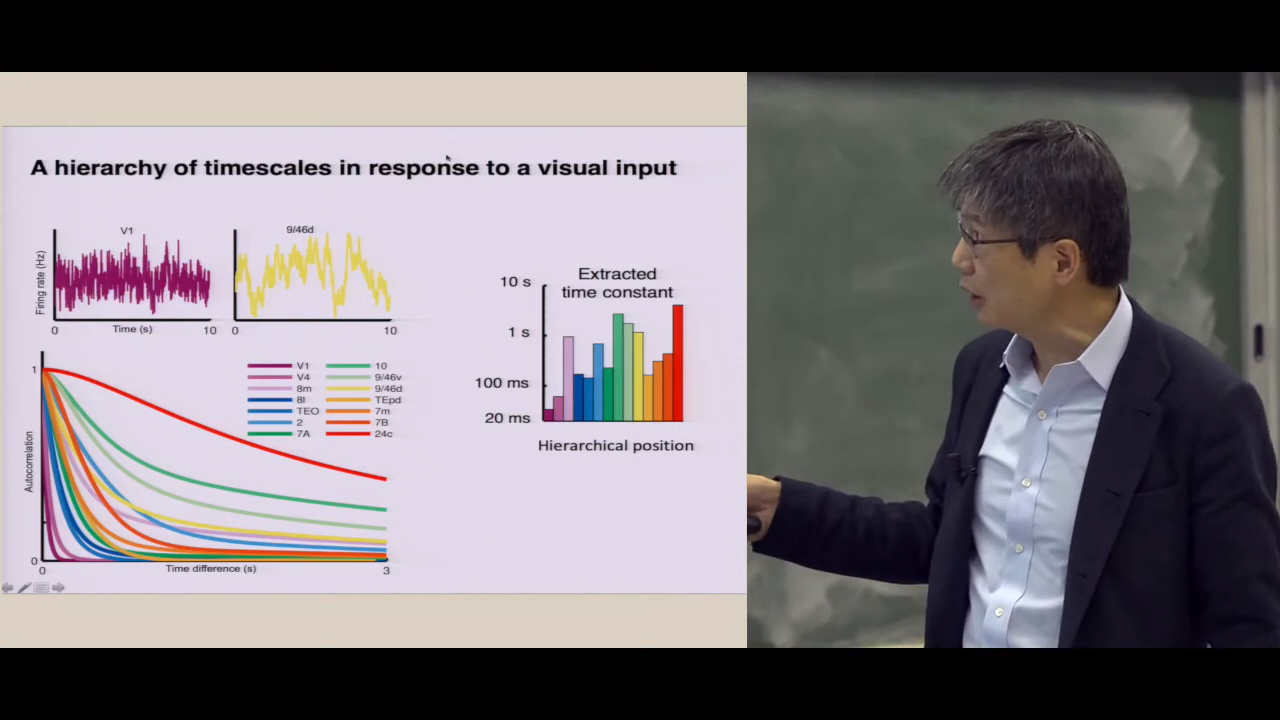 A hierarchy of timescales in response to a visual input
V1
9/46d
Firing rate (Hz)
0
Time (s)
10
0
10
1
Autocorrelation
0
0
Time difference (s)
3
V1
V4
8m
8l
TEO
2
7A
10
9/46v
9/46d
TEpd
7m
7B
24c
Extracted
time constant
10 s
1 s
100 ms
20 ms
Hierarchical position